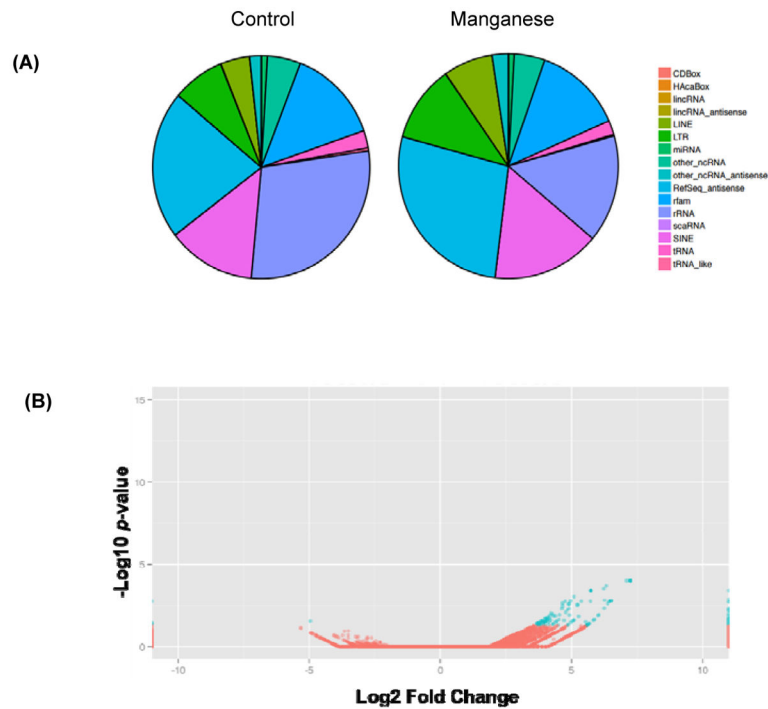 Control
Manganese
(A)
CDBox
HAcaBox
lincRNA
lincRNA_antisense
LINE
LTR
miRNA
other_ncRNA
other_ncRNA_antisense
RefSeq_antisense
rfam
rRNA
scaRNA
SINE
tRNA
tRNA_like
(B)
15
10
5
0
-Log10 p-value
-10
-5
0
5
10
Log2 Fold Change